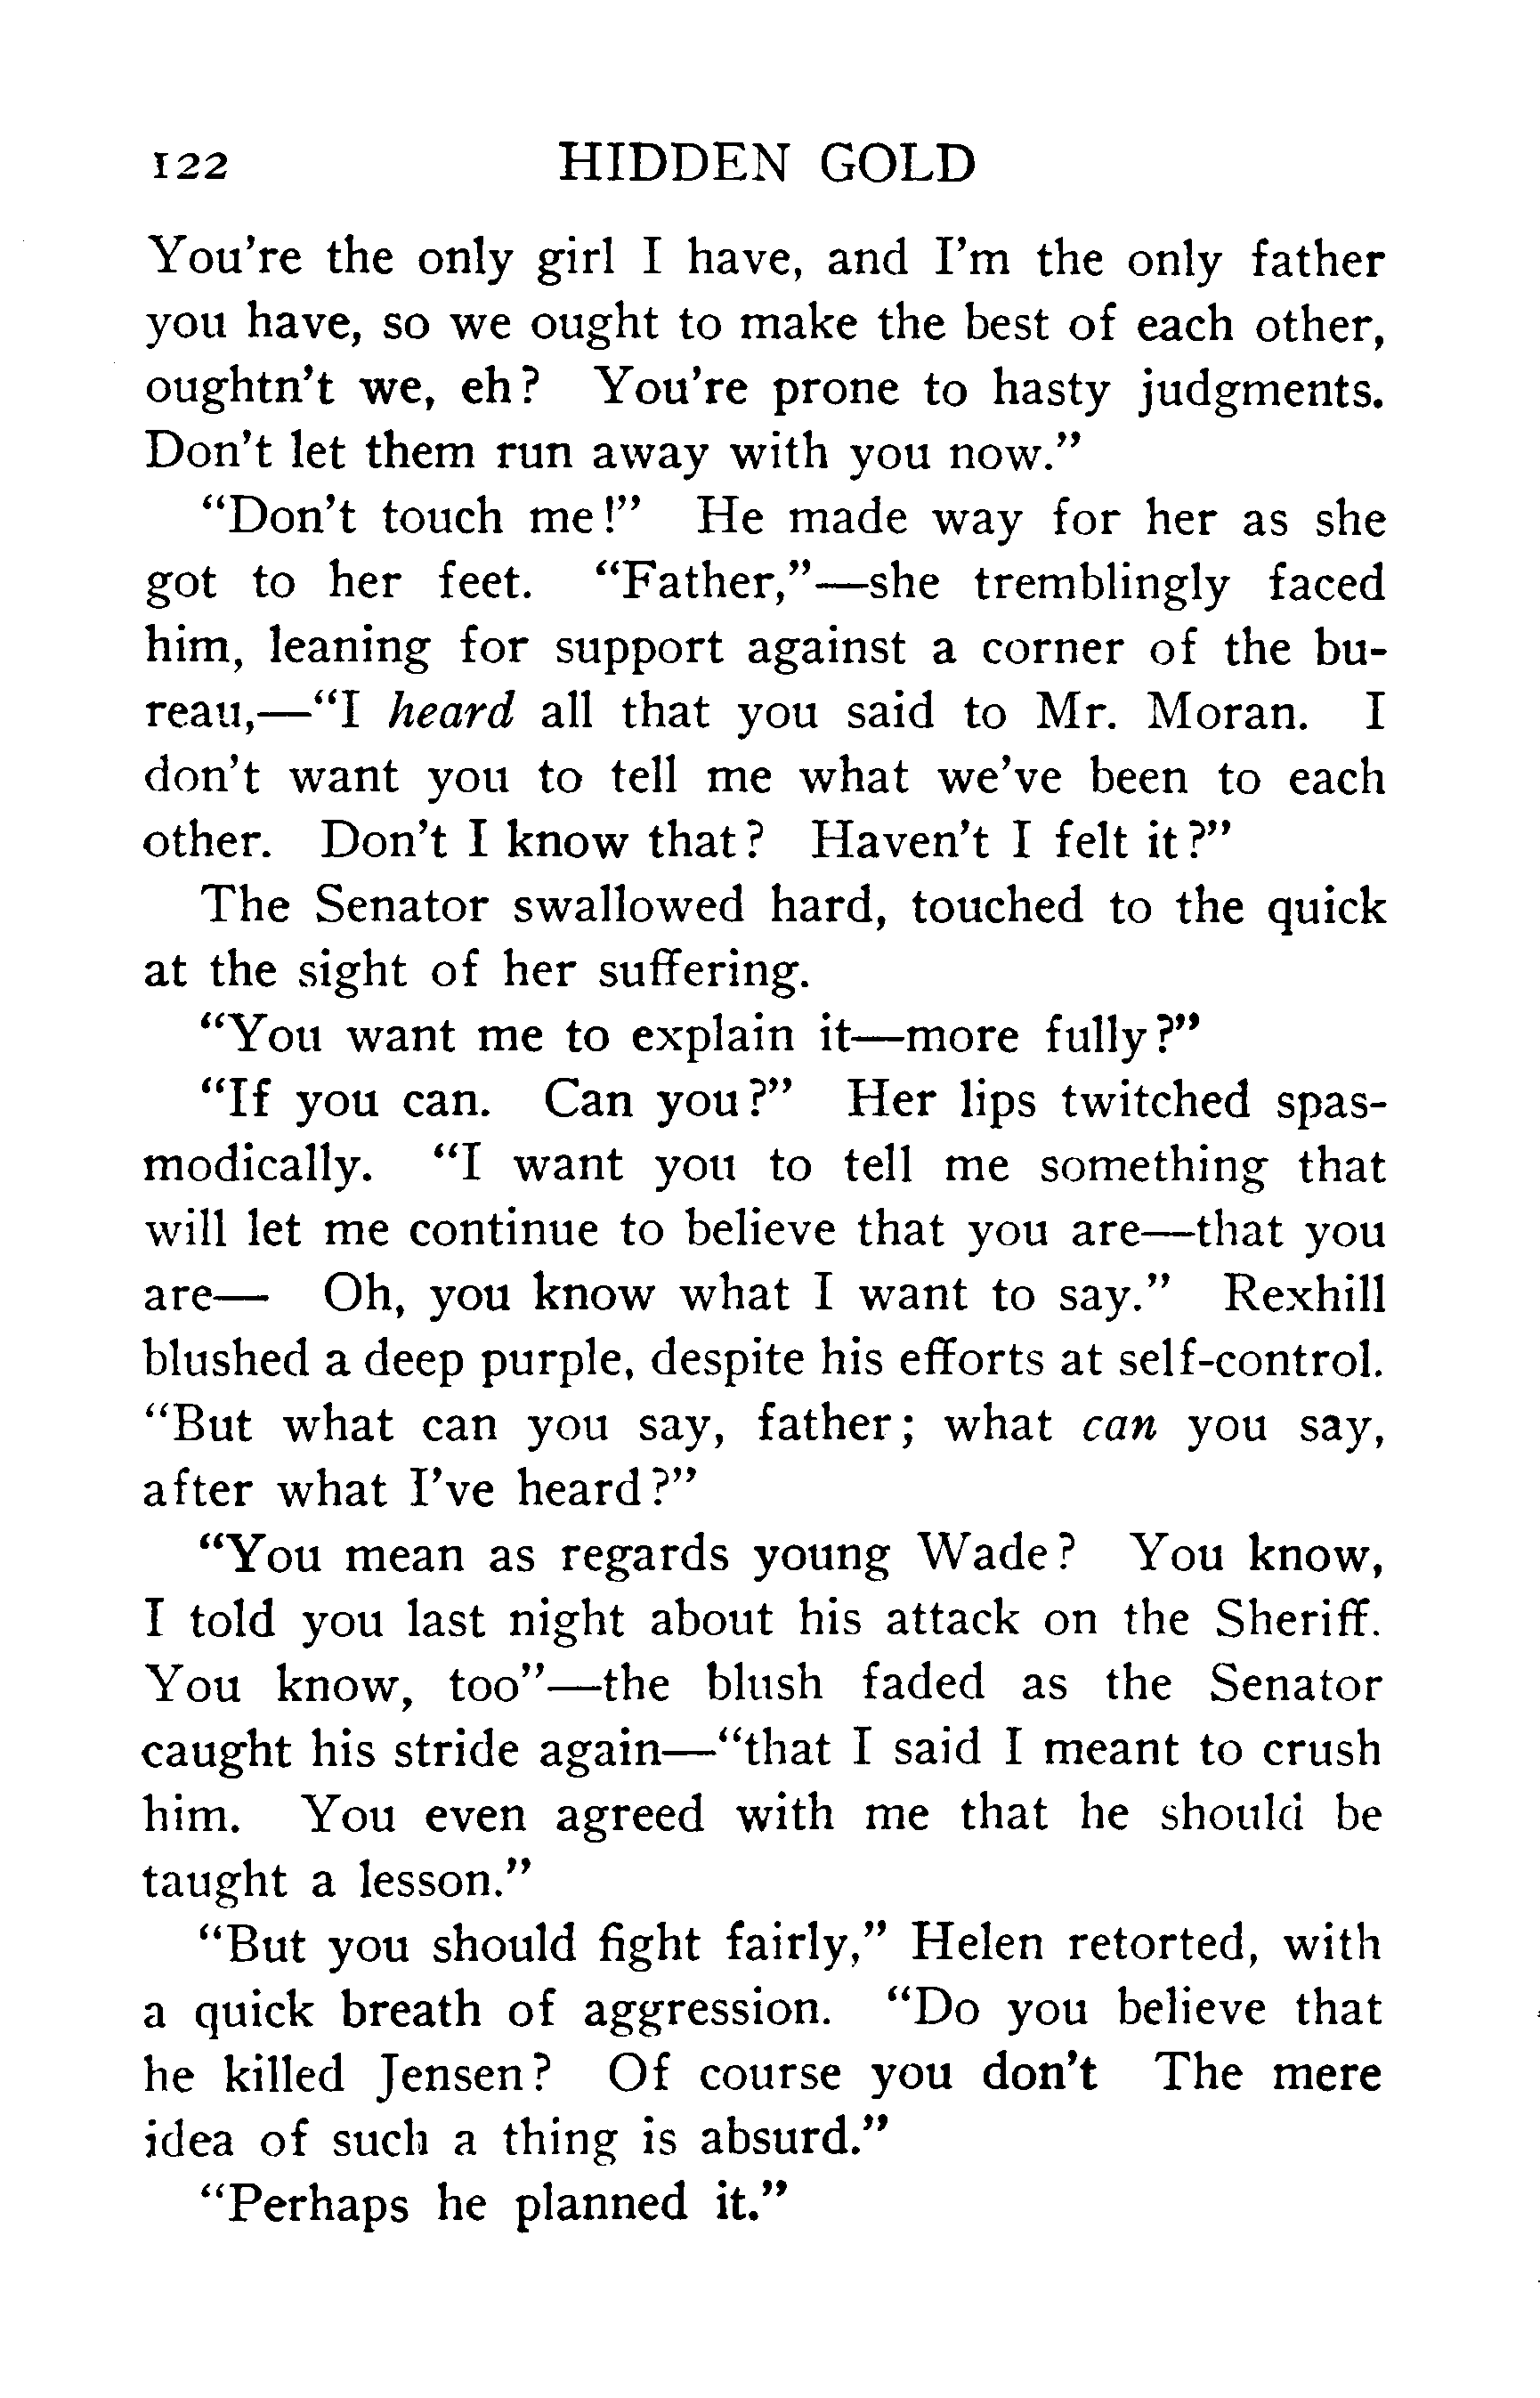 122 HIDDEN GOLD
You're the only girl I have, and I'm the only father
you have, so we ought to make the best of each other,
oughtn't we, eh? You're prone to hasty judgments.
Don't let them run away with you now."
"Don't touch me!" He made way for her as she
got to her feet. "Father,"—she tremblingly faced
him, leaning for support against a corner of the bu-
reau,—"I heard all that you said to Mr. Moran. I
don't want you to tell me what we've been to each
other. Don't I know that? Haven't I felt it?"
The Senator swallowed hard, touched to the quick
at the sight of her suffering.
"You want me to explain it—more fully?"
"If you can. Can you?" Her lips twitched spas-
modically. "I want you to tell me something that
will let me continue to believe that you are—that you
are— Oh, you know what I want to say." Rexhill
blushed a deep purple, despite his efforts at self-control.
"But what can you say, father; what can you say,
after what I've heard?"
"You mean as regards young Wade? You know,
I told you last night about his attack on the Sheriff.
You know, too"—the blush faded as the Senator
caught his stride again—"that I said I meant to crush
him. You even agreed with me that he should be
taught a lesson."
"But you should fight fairly," Helen retorted, with
a quick breath of aggression. "Do you believe that
he killed Jensen? Of course you don't The mere
idea of such a thing is absurd."
"Perhaps he planned it."